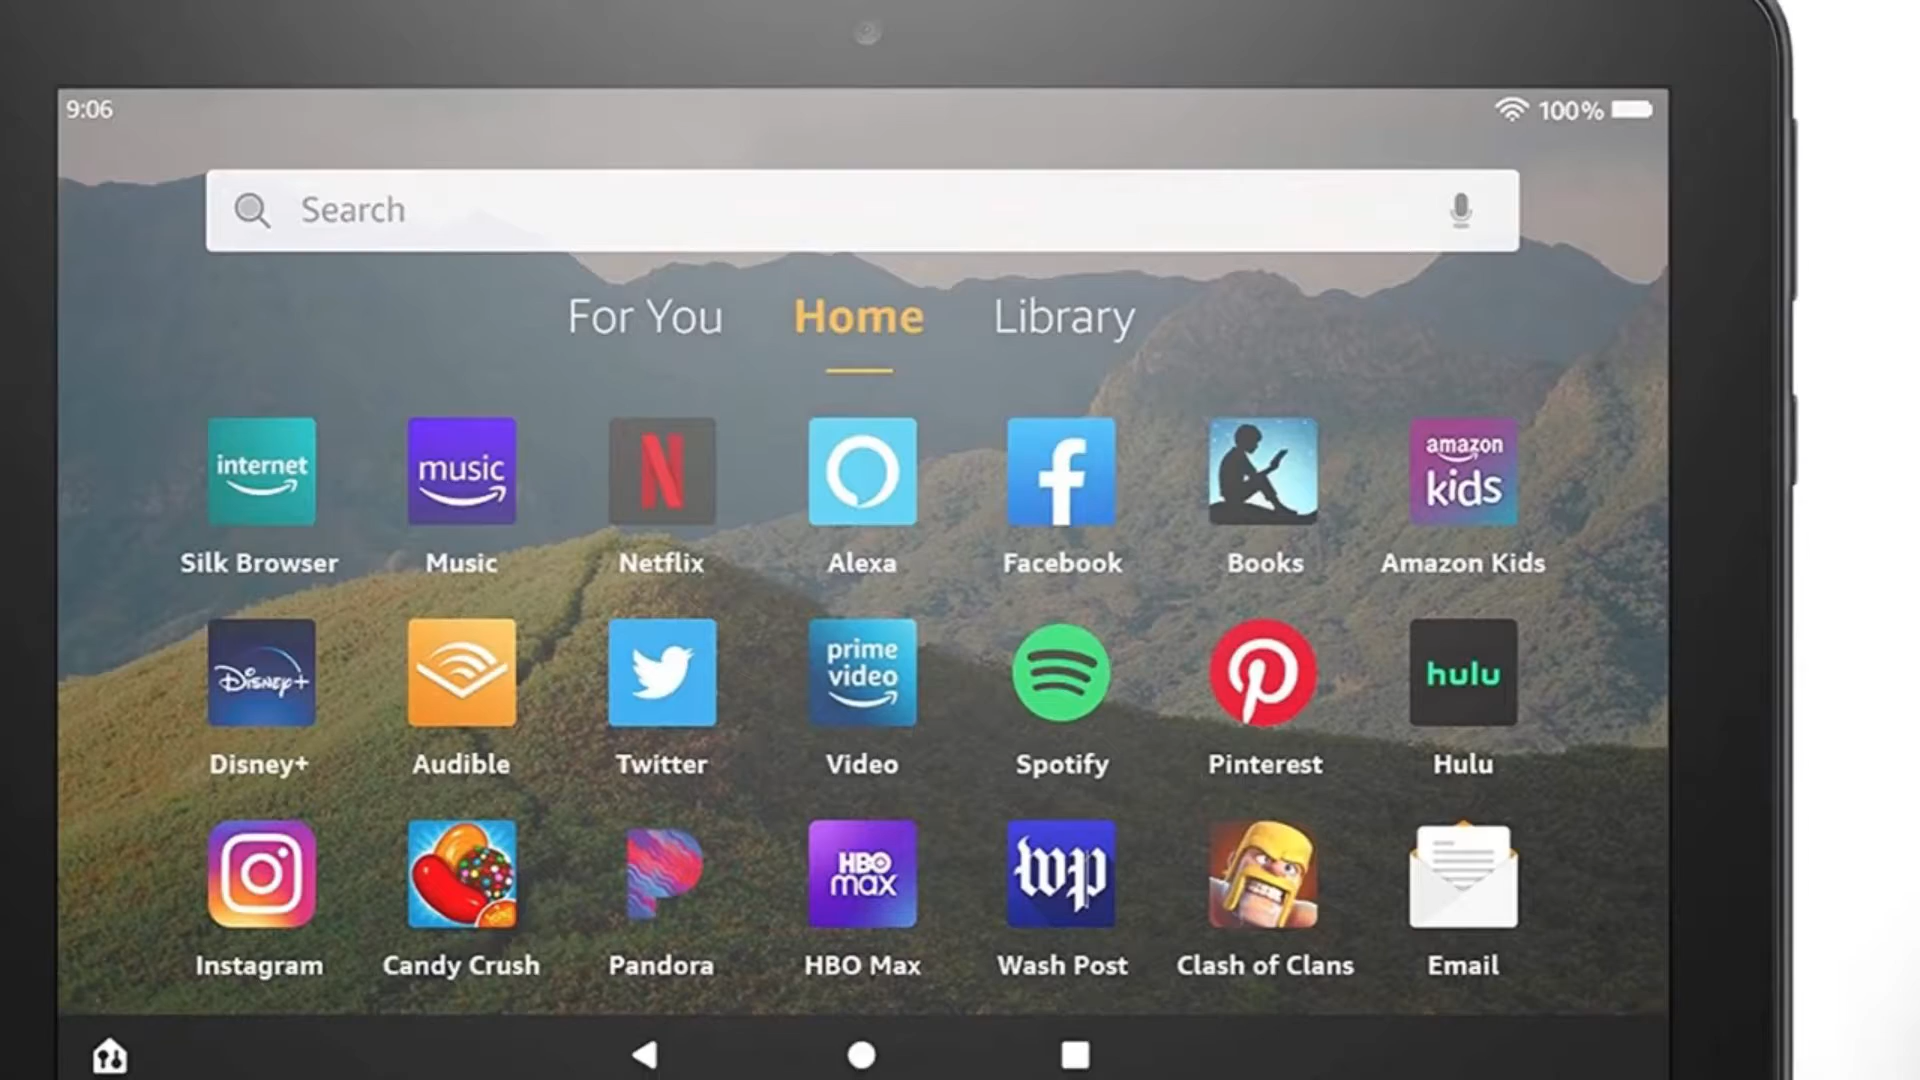 9:06
100%
Search
For You Home Library
internet music amazon kids
Silk Browser Music Netflix Alexa Facebook Books Amazon Kids
Disney+ prime video hulu
Disney+ Audible Twitter Video Spotify Pinterest Hulu
HBO max wp
Instagram Candy Crush Pandora HBO Max Wash Post Clash of Clans Email